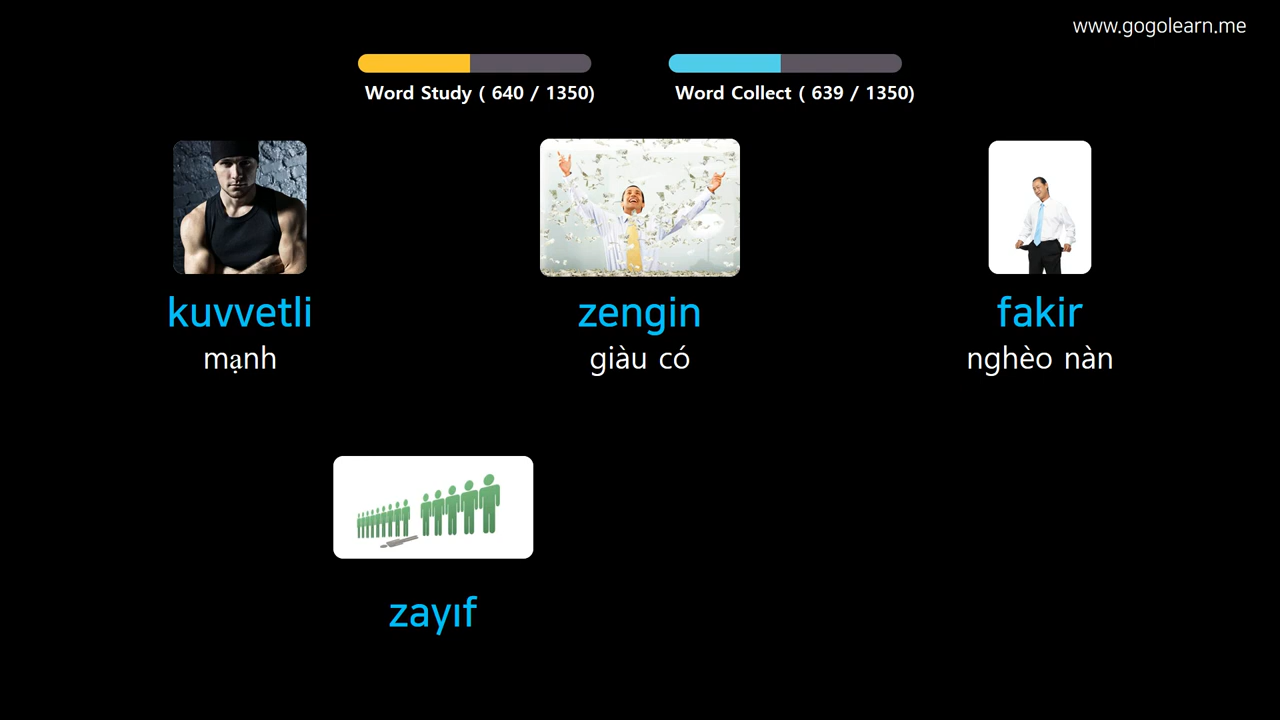 www.gogolearn.me
Word Study ( 640 / 1350)
Word Collect ( 639 / 1350)
kuvvetli
mạnh
zengin
giàu có
fakir
nghèo nàn
zayıf